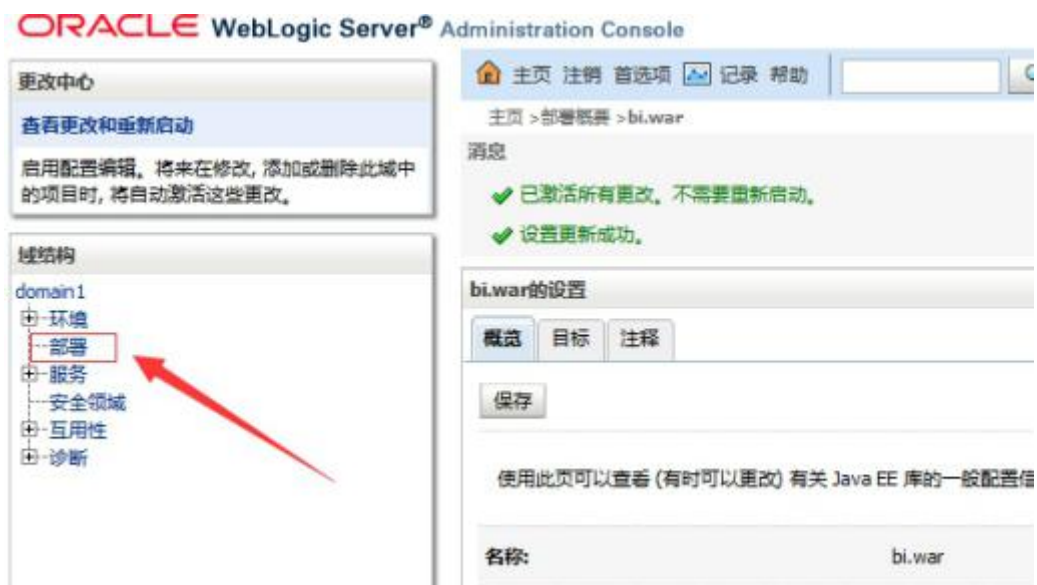 ORACLE WebLogic Server® Administration Console
更改中心
查看更改和重新启动
启用配置编辑。将来在修改, 添加或删除此域中
的项目时, 将自动激活这些更改。
域结构
domain1
环境
部署
服务
安全领域
互用性
诊断
主页 注销 首选项 记录 帮助
主页 >部署概要 >bi.war
消息
已激活所有更改。不需要重新启动。
设置更新成功。
bi.war的设置
概览 目标 注释
保存
使用此页可以查看 (有时可以更改) 有关 Java EE 库的一般配置信
名称: bi.war